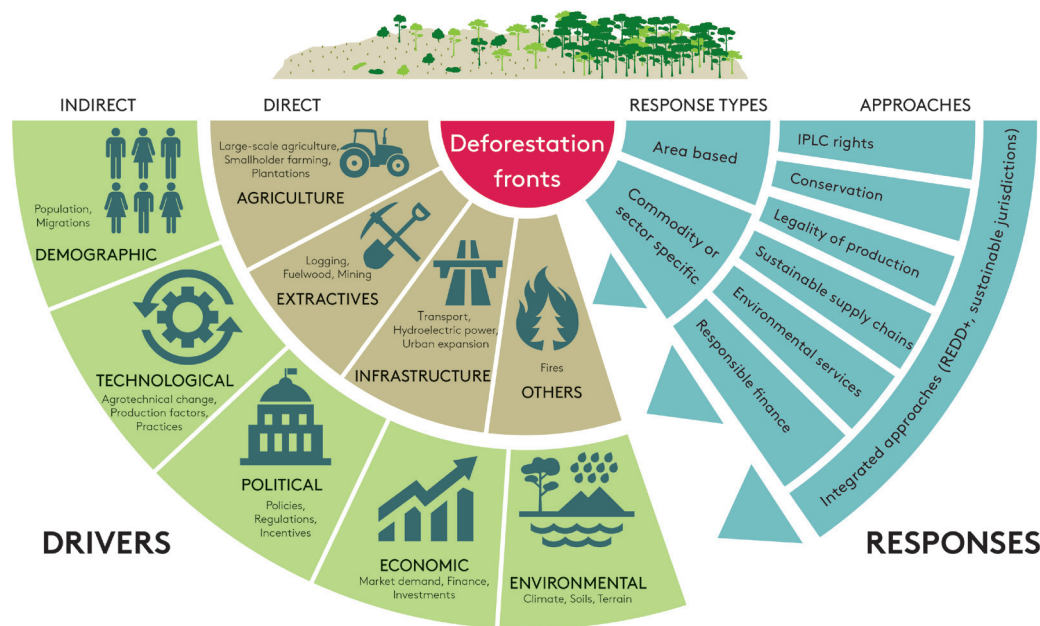 INDIRECT
DIRECT
RESPONSE TYPES
APPROACHES
Deforestation
fronts
Large-scale agriculture,
Smallholder farming,
Plantations
AGRICULTURE
Logging,
Fuelwood, Mining
EXTRACTIVES
Transport,
Hydroelectric power,
Urban expansion
INFRASTRUCTURE
Fires
OTHERS
Population,
Migrations
DEMOGRAPHIC
TECHNOLOGICAL
Agrotechnical change,
Production factors,
Practices
POLITICAL
Policies,
Regulations,
Incentives
ECONOMIC
Market demand, Finance,
Investments
ENVIRONMENTAL
Climate, Soils, Terrain
DRIVERS
Area based
Commodity or
sector specific
IPLC rights
Conservation
Legality of production
Sustainable supply chains
Environmental services
Responsible finance
Integrated approaches (REDD+, sustainable jurisdictions)
RESPONSES